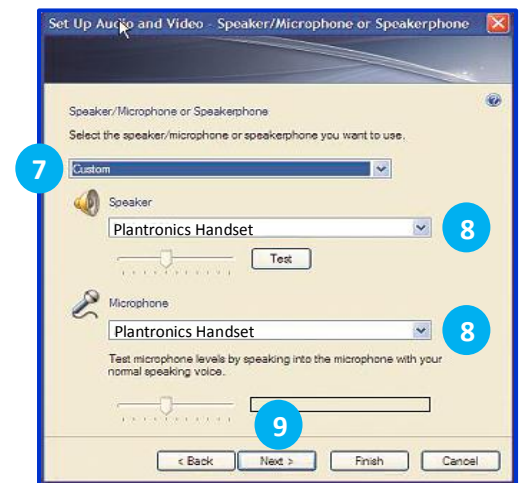 Set Up Audio and Video - Speaker/Microphone or Speakerphone
Speaker/Microphone or Speakerphone
Select the speaker/microphone or speakerphone you want to use.
7
Custom
Speaker
Plantronics Handset
8
Test
Microphone
Plantronics Handset
8
Test microphone levels by speaking into the microphone with your
normal speaking voice.
9
< Back Next > Finish Cancel